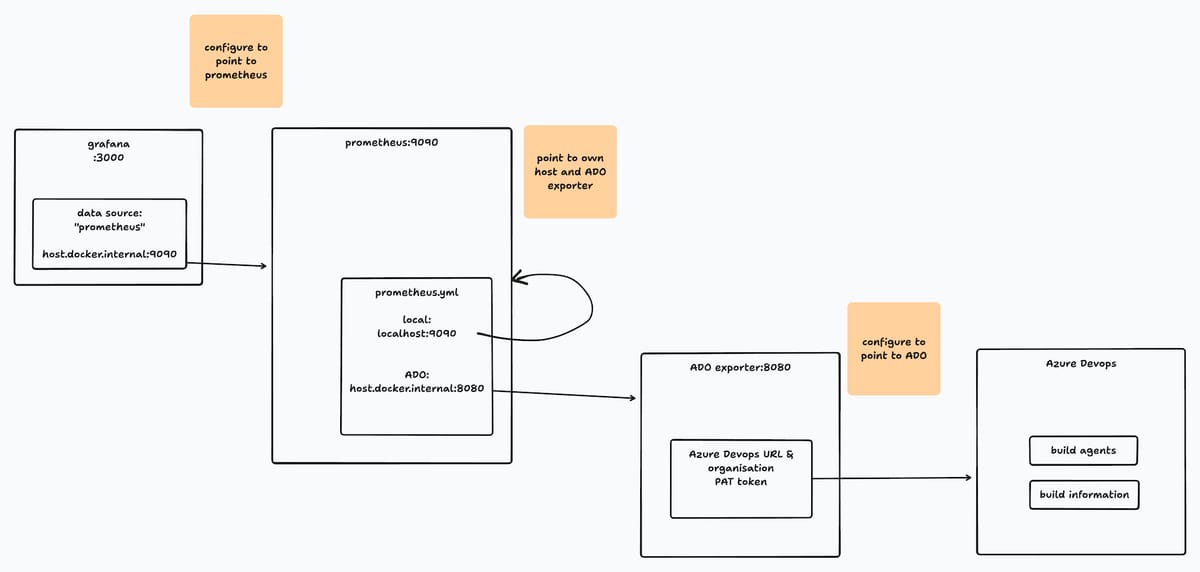 configure to
point to
prometheus
grafana
:3000
data source:
"prometheus"
host.docker.internal:9090
prometheus:9090
point to own
host and ADO
exporter
prometheus.yml
local:
localhost:9090
ADO:
host.docker.internal:8080
ADO exporter:8080
Azure Devops URL &
organisation
PAT token
configure to
point to ADO
Azure Devops
build agents
build information